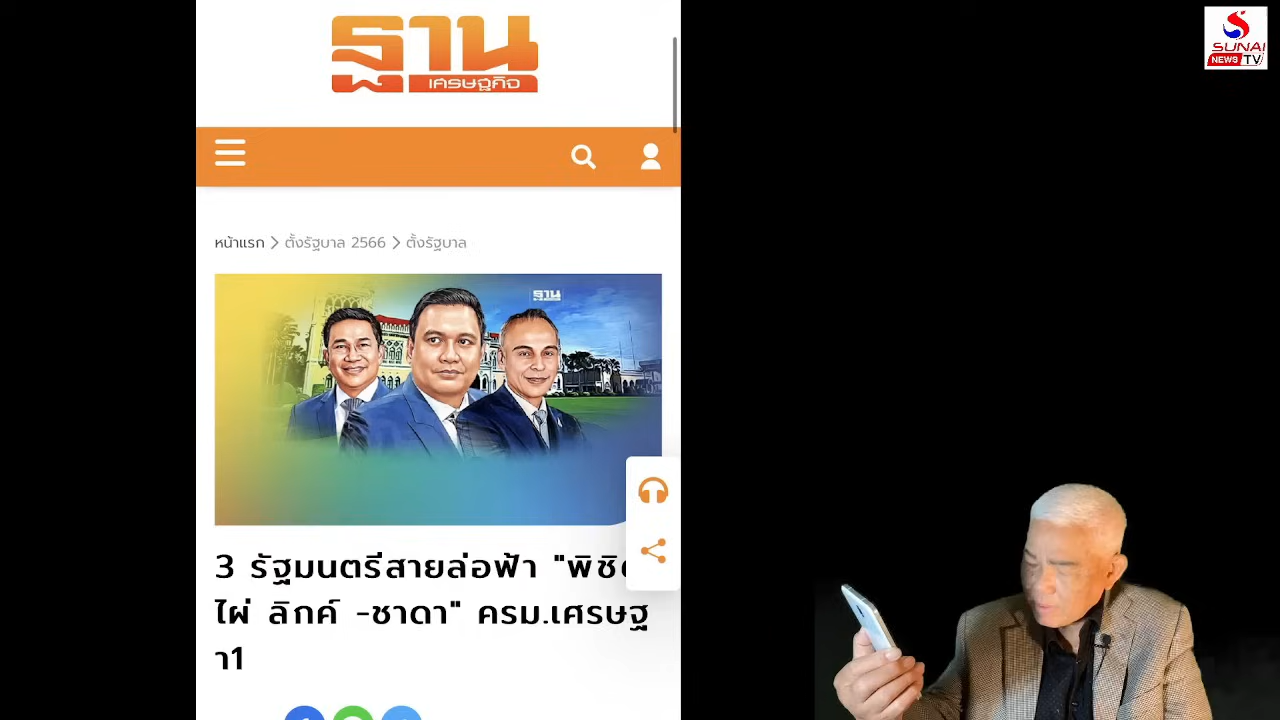 ฐาน
เศรษฐกิจ
SUNAI
NEWS TV
หน้าแรก > ตั้งรัฐบาล 2566 > ตั้งรัฐบาล
ฐาน
3 รัฐมนตรีสายล่อฟ้า "พิชิ
ไผ่ ลิกค์ -ชาดา" ครม.เศรษฐ
า1